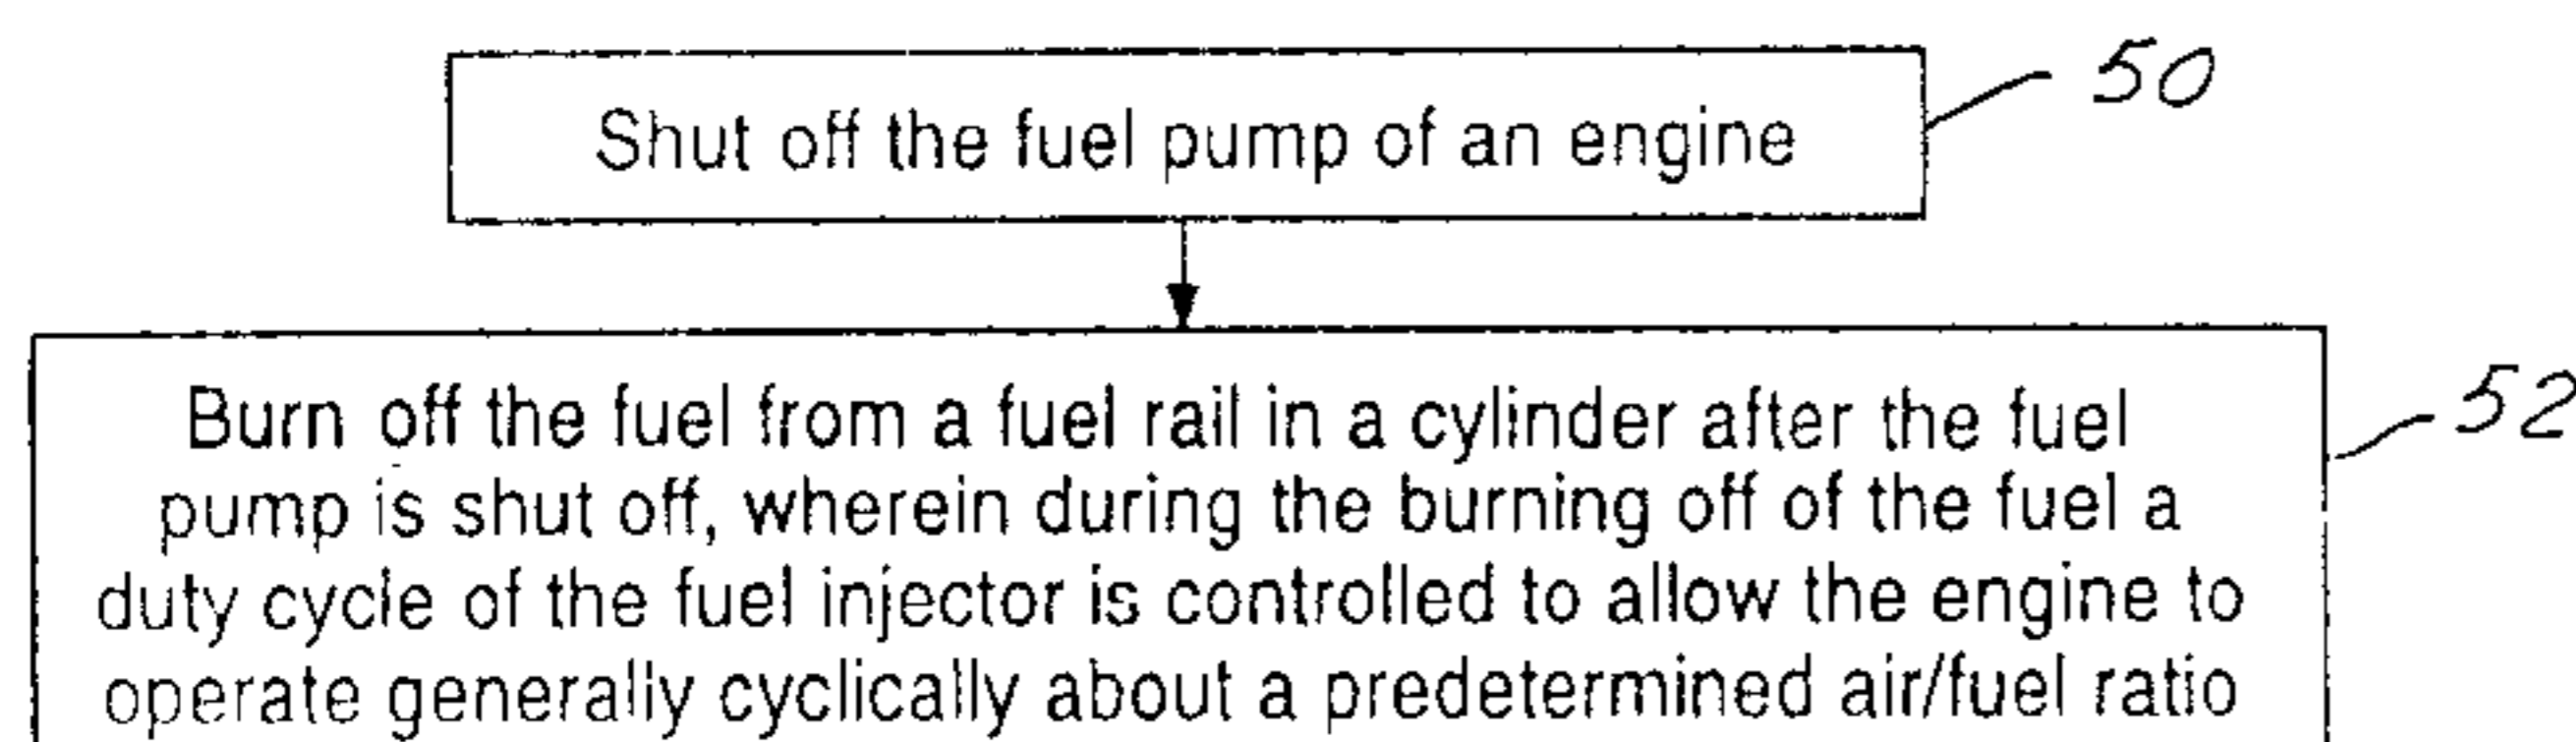 Shut off the fuel pump of an engine
50
Burn off the fuel from a fuel rail in a cylinder after the fuel
pump is shut off, wherein during the burning off of the fuel a
duty cycle of the fuel injector is controlled to allow the engine to
operate generally cyclically about a predetermined air/fuel ratio
52